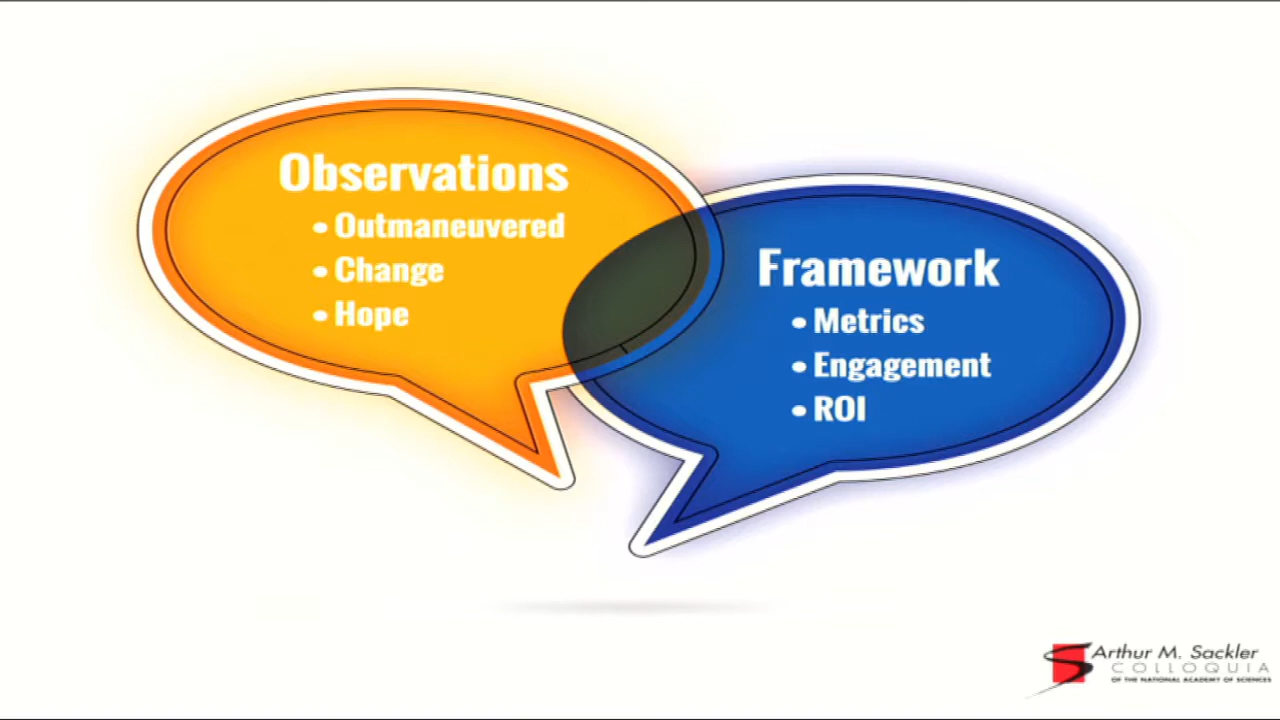 Observations
• Outmaneuvered
• Change
• Hope
Framework
• Metrics
• Engagement
• ROI
Arthur M. Sackler
COLLOQUIA
OF THE NATIONAL ACADEMY OF SCIENCES